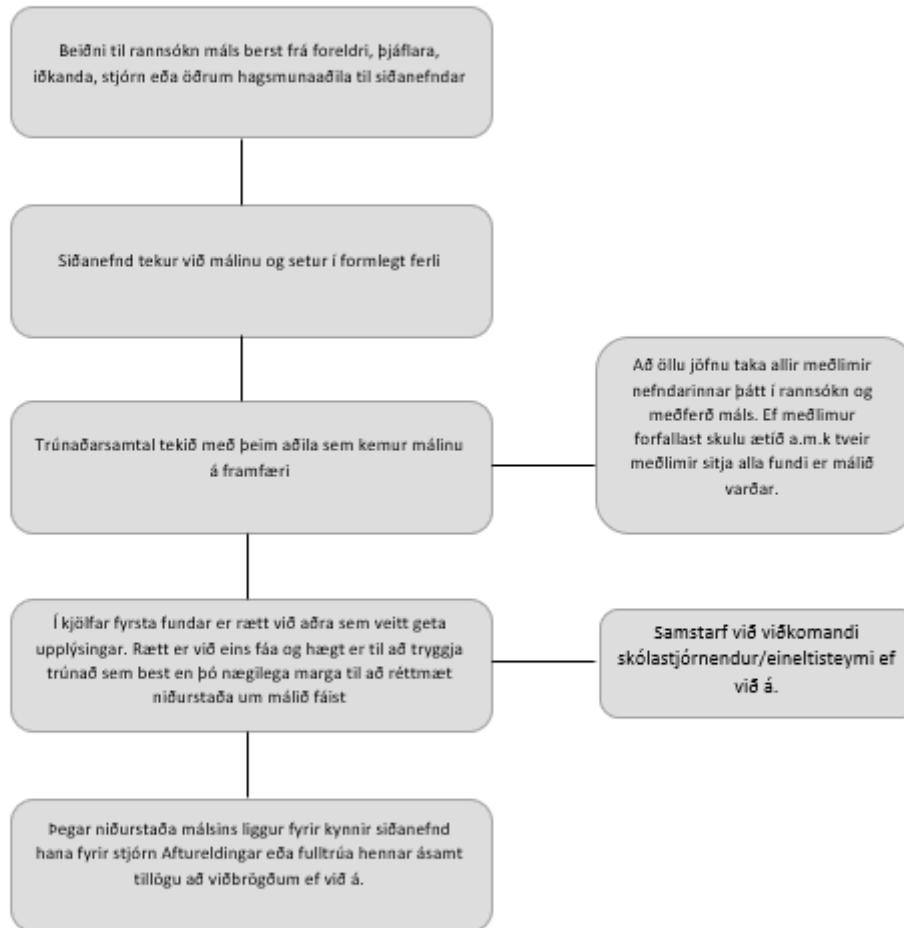 Beiðni til rannsókn máls berst frá foreldri, þjáflara,
iðkanda, stjórn eða öðrum hagsmunaaðila til siðanefndar
Siðanefnd tekur við málinu og setur í formlegt ferli
Trúnaðarsamtal tekið með þeim aðila sem kemur málinu
á framfæri
Að öllu jöfnu taka allir meðlimir
nefndarinnar þátt í rannsókn og
meðferð máls. Ef meðlimur
forfallast skulu ætíð a.m.k tveir
meðlimir sitja alla fundi er málið
varðar.
Í kjölfar fyrsta fundar er rætt við aðra sem veitt geta
upplýsingar. Rætt er við eins fáa og hægt er til að tryggja
trúnað sem best en þó nægilega marga til að réttmæt
niðurstaða um málið fáist
Samstarf við viðkomandi
skólastjórnendur/eineltisteymi ef
við á.
Þegar niðurstaða málsins liggur fyrir kynnir siðanefnd
hana fyrir stjórn Aftureldingar eða fulltrúa hennar ásamt
tillögu að viðbrögðum ef við á.